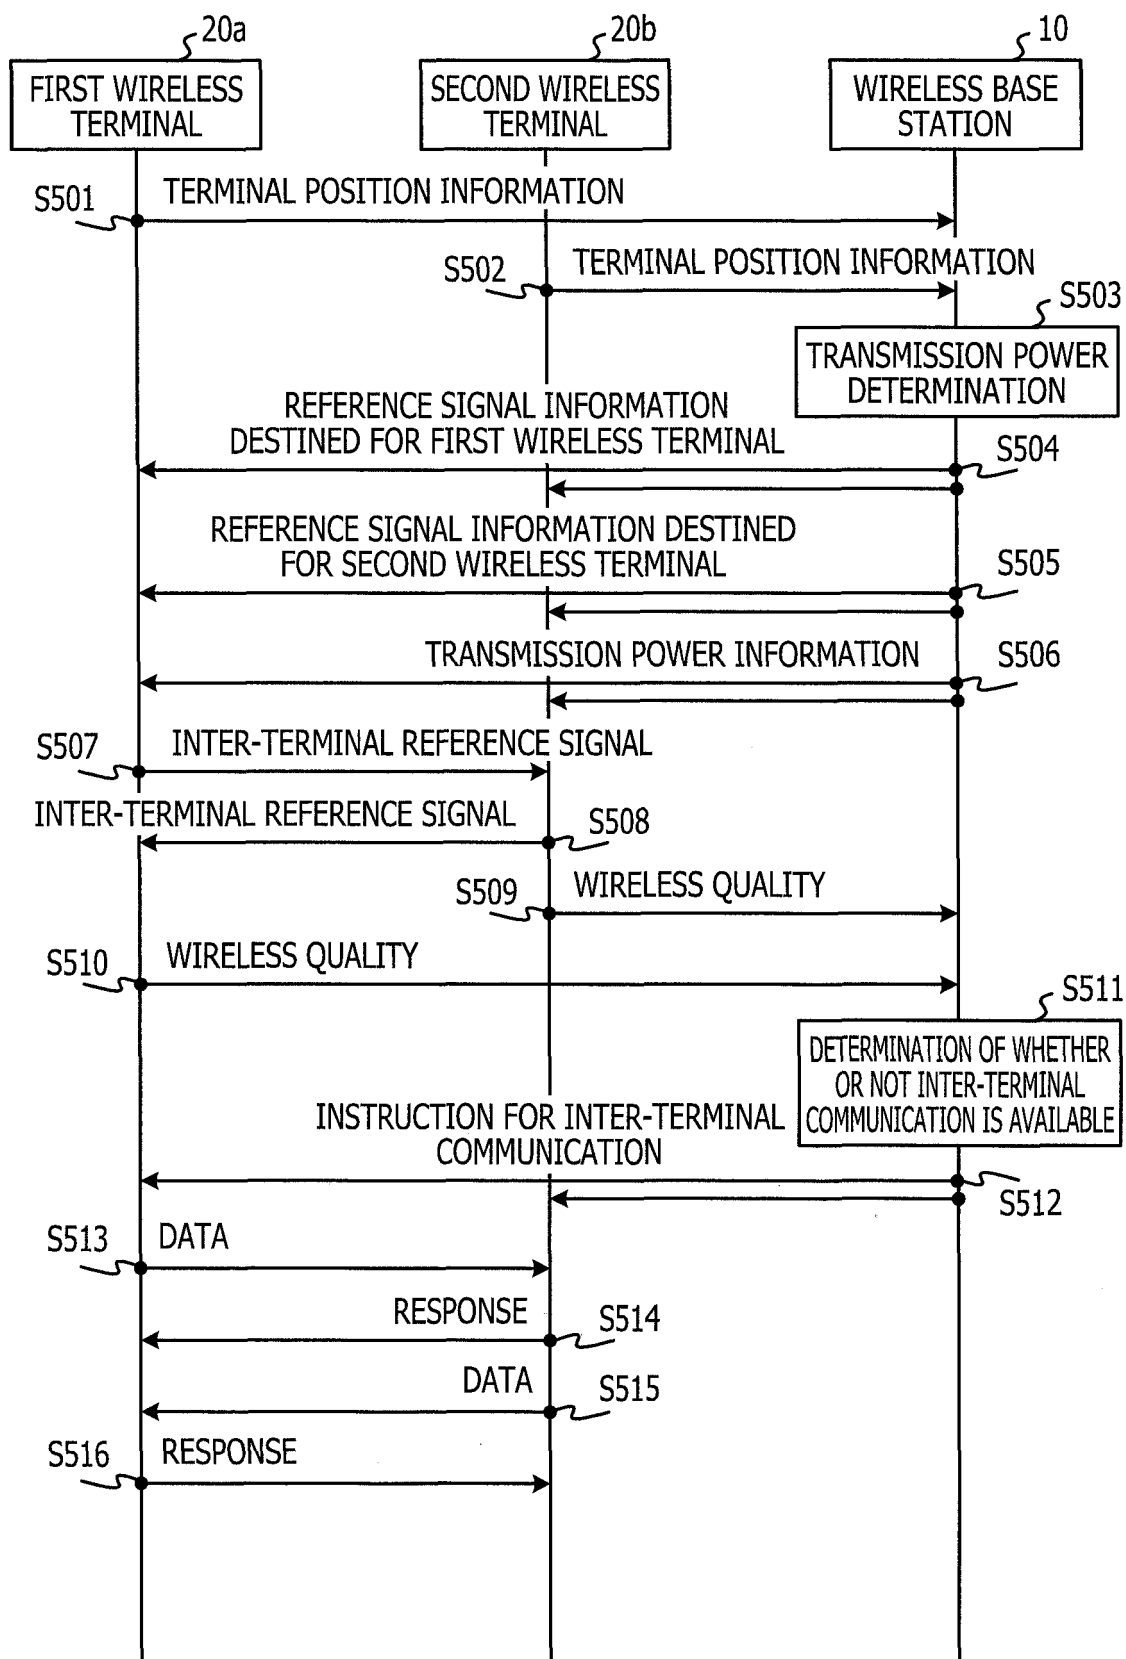 20a
20b
10
FIRST WIRELESS
TERMINAL
SECOND WIRELESS
TERMINAL
WIRELESS BASE
STATION
S501
TERMINAL POSITION INFORMATION
S502
TERMINAL POSITION INFORMATION
S503
TRANSMISSION POWER
DETERMINATION
REFERENCE SIGNAL INFORMATION
DESTINED FOR FIRST WIRELESS TERMINAL
S504
REFERENCE SIGNAL INFORMATION DESTINED
FOR SECOND WIRELESS TERMINAL
S505
TRANSMISSION POWER INFORMATION
S506
S507
INTER-TERMINAL REFERENCE SIGNAL
INTER-TERMINAL REFERENCE SIGNAL
S508
S509
WIRELESS QUALITY
S510
WIRELESS QUALITY
S511
DETERMINATION OF WHETHER
OR NOT INTER-TERMINAL
COMMUNICATION IS AVAILABLE
INSTRUCTION FOR INTER-TERMINAL
COMMUNICATION
S512
S513
DATA
RESPONSE
S514
DATA
S515
S516
RESPONSE